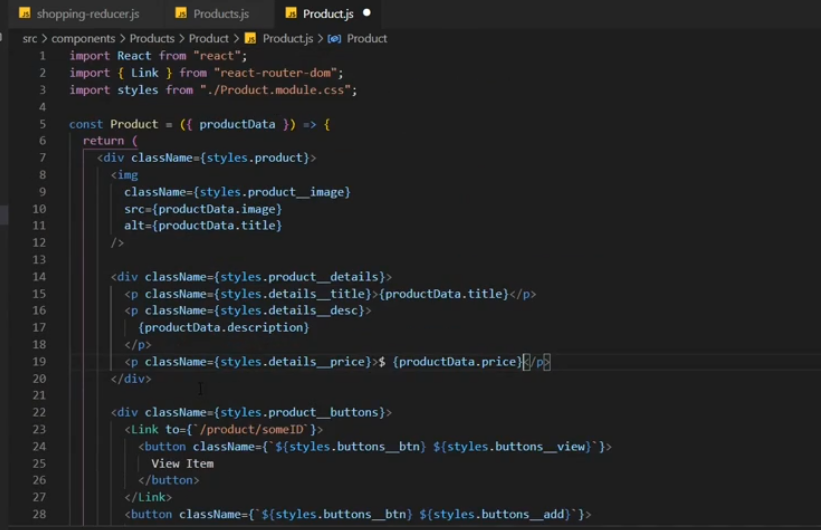 shopping-reducer.js Products.js Product.js
src > components > Products > Product > Product.js > Product
1 import React from "react";
2 import { Link } from "react-router-dom";
3 import styles from "./Product.module.css";
4
5 const Product = ({ productData }) => {
6 return (
7 <div className={styles.product}>
8 <img
9 className={styles.product__image}
10 src={productData.image}
11 alt={productData.title}
12 />
13
14 <div className={styles.product__details}>
15 <p className={styles.details__title}>{productData.title}</p>
16 <p className={styles.details__desc}>
17 {productData.description}
18 </p>
19 <p className={styles.details__price}>$ {productData.price}</p>
20 </div>
21
22 <div className={styles.product__buttons}>
23 <Link to={`/product/someID`}>
24 <button className={`${styles.buttons__btn} ${styles.buttons__view}`}>
25 View Item
26 </button>
27 </Link>
28 <button className={`${styles.buttons__btn} ${styles.buttons__add}`}>